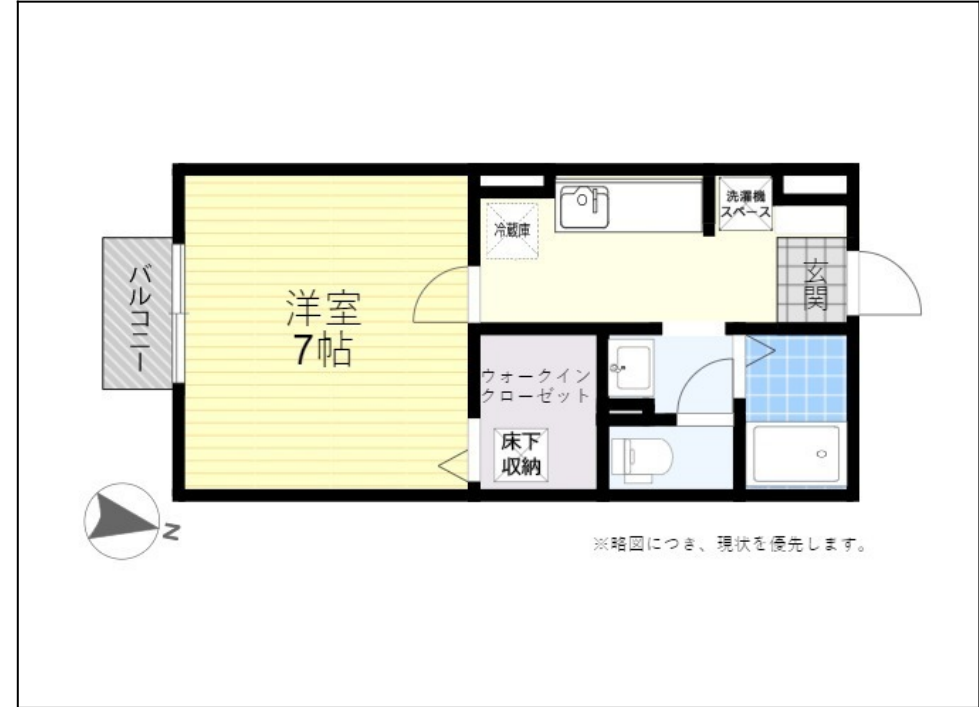 洗濯機
スペース
冷蔵庫
玄関
バルコニー
洋室
7帖
ウォークイン
クローゼット
床下
収納
N
※略図につき、現状を優先します。